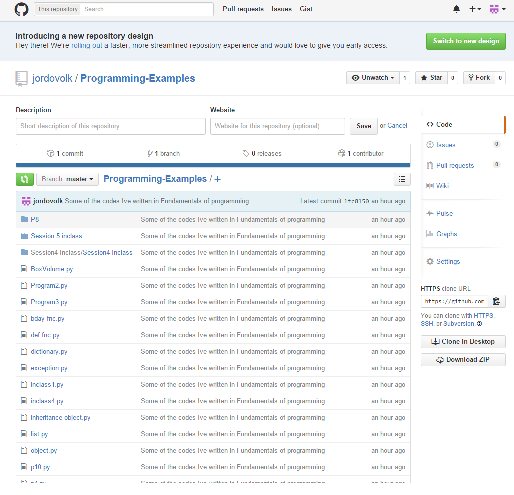 This repository Search Pull requests Issues Gist
Introducing a new repository design
Hey there! We're rolling out a faster, more streamlined repository experience and would love to give you early access.
Switch to new design
jordovolk / Programming-Examples
Unwatch 1 Star 0 Fork 0
Description Website
Short description of this repository Website for this repository (optional) Save or Cancel
1 commit 1 branch 0 releases 1 contributor
Branch: master Programming-Examples / +
jordovolk Some of the codes Ive written in Fundamentals of programming Latest commit an hour ago
P8 Some of the codes Ive written in Fundamentals of programming an hour ago
Session 5 inclass Some of the codes Ive written in Fundamentals of programming an hour ago
Session4 Inclass/Session4 Inclass Some of the codes Ive written in Fundamentals of programming an hour ago
BoxVolume.py Some of the codes Ive written in Fundamentals of programming an hour ago
Program2.py Some of the codes Ive written in Fundamentals of programming an hour ago
Program3.py Some of the codes Ive written in Fundamentals of programming an hour ago
bday fnc.py Some of the codes Ive written in Fundamentals of programming an hour ago
def fnc.py Some of the codes Ive written in Fundamentals of programming an hour ago
dictionary.py Some of the codes Ive written in Fundamentals of programming an hour ago
exception.py Some of the codes Ive written in Fundamentals of programming an hour ago
inclass1.py Some of the codes Ive written in Fundamentals of programming an hour ago
inclass4.py Some of the codes Ive written in Fundamentals of programming an hour ago
inheritance object.py Some of the codes Ive written in Fundamentals of programming an hour ago
list.py Some of the codes Ive written in Fundamentals of programming an hour ago
object.py Some of the codes Ive written in Fundamentals of programming an hour ago
p10.py Some of the codes Ive written in Fundamentals of programming an hour ago
Some of the codes Ive written in Fundamentals of programming an hour ago
Code
Issues 0
Pull requests 0
Wiki
Pulse
Graphs
Settings
HTTPS clone URL
https://github.com
You can clone with HTTPS,
SSH, or Subversion.
Clone in Desktop
Download ZIP